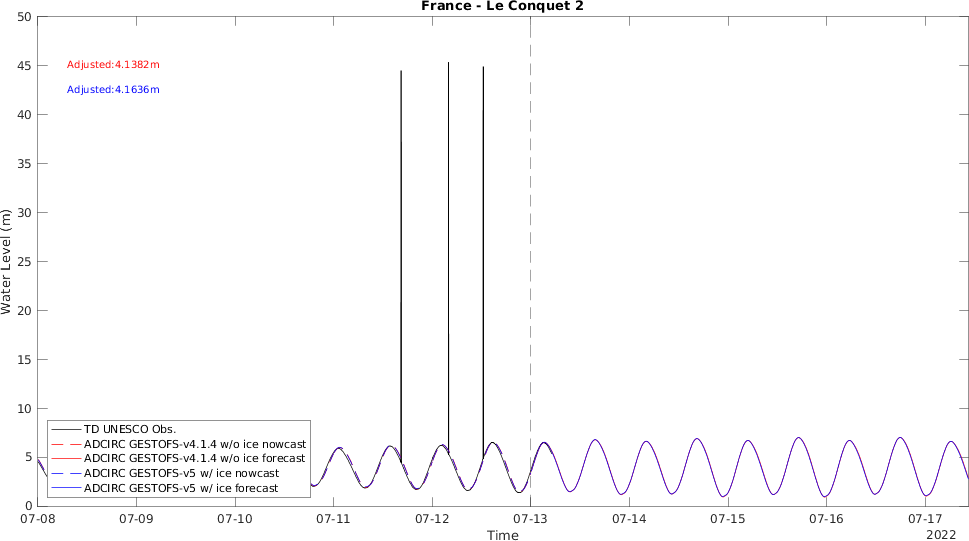 France - Le Conquet 2
50
45
40
35
30
25
20
15
10
5
0
Water Level (m)
Adjusted:4.1382m
Adjusted:4.1636m
TD UNESCO Obs.
ADCIRC GESTOFS-v4.1.4 w/o ice nowcast
ADCIRC GESTOFS-v4.1.4 w/o ice forecast
ADCIRC GESTOFS-v5 w/ ice nowcast
ADCIRC GESTOFS-v5 w/ ice forecast
07-08 07-09 07-10 07-11 07-12 07-13 07-14 07-15 07-16 07-17
Time
2022